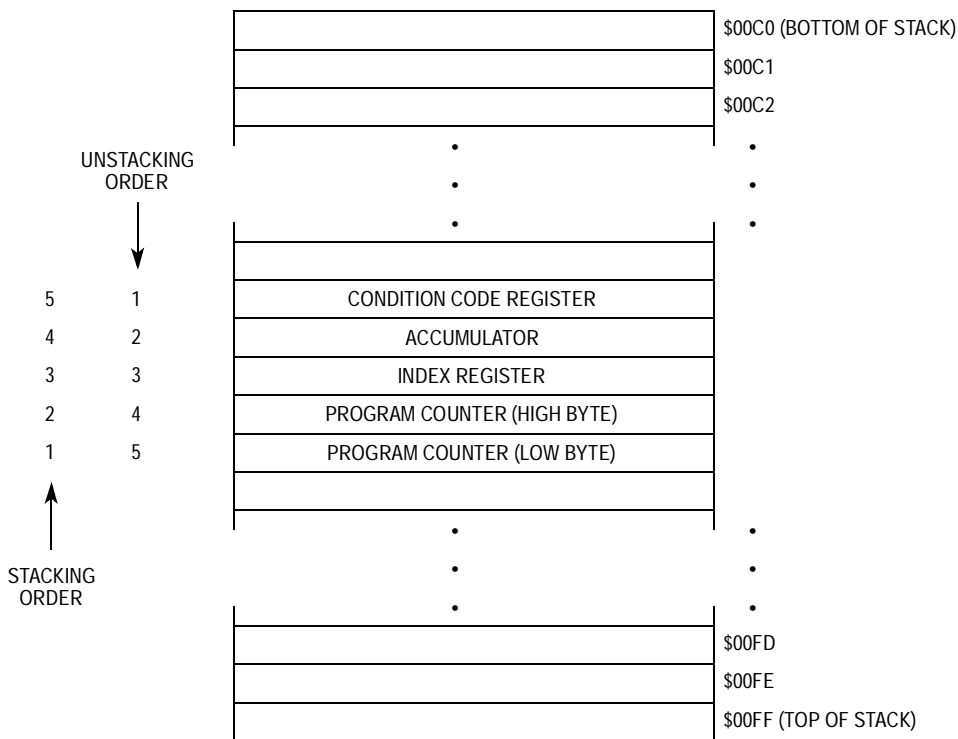 $00C0 (BOTTOM OF STACK)
$00C1
$00C2
UNSTACKING
ORDER
5 1 CONDITION CODE REGISTER
4 2 ACCUMULATOR
3 3 INDEX REGISTER
2 4 PROGRAM COUNTER (HIGH BYTE)
1 5 PROGRAM COUNTER (LOW BYTE)
STACKING
ORDER
$00FD
$00FE
$00FF (TOP OF STACK)